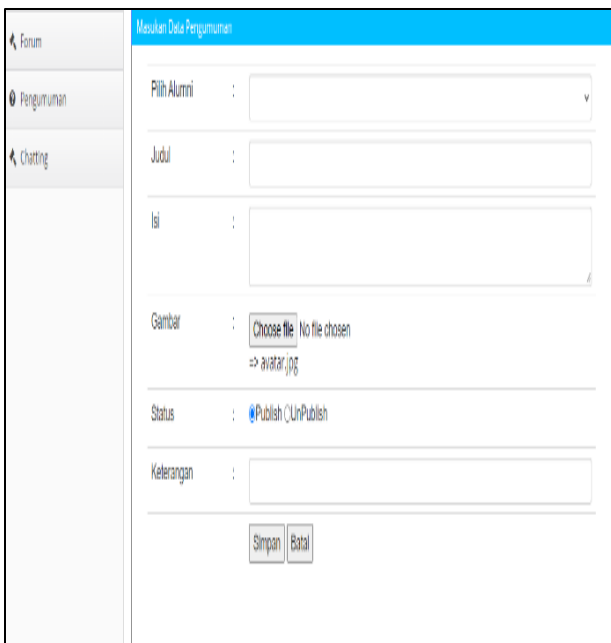 Forum
Pengumuman
Chatting
Masukan Data Pengumuman
Pilih Alumni :
Judul :
Isi :
Gambar : Choose file No file chosen
=> avatar.jpg
Status : Publish UnPublish
Keterangan :
Simpan Batal